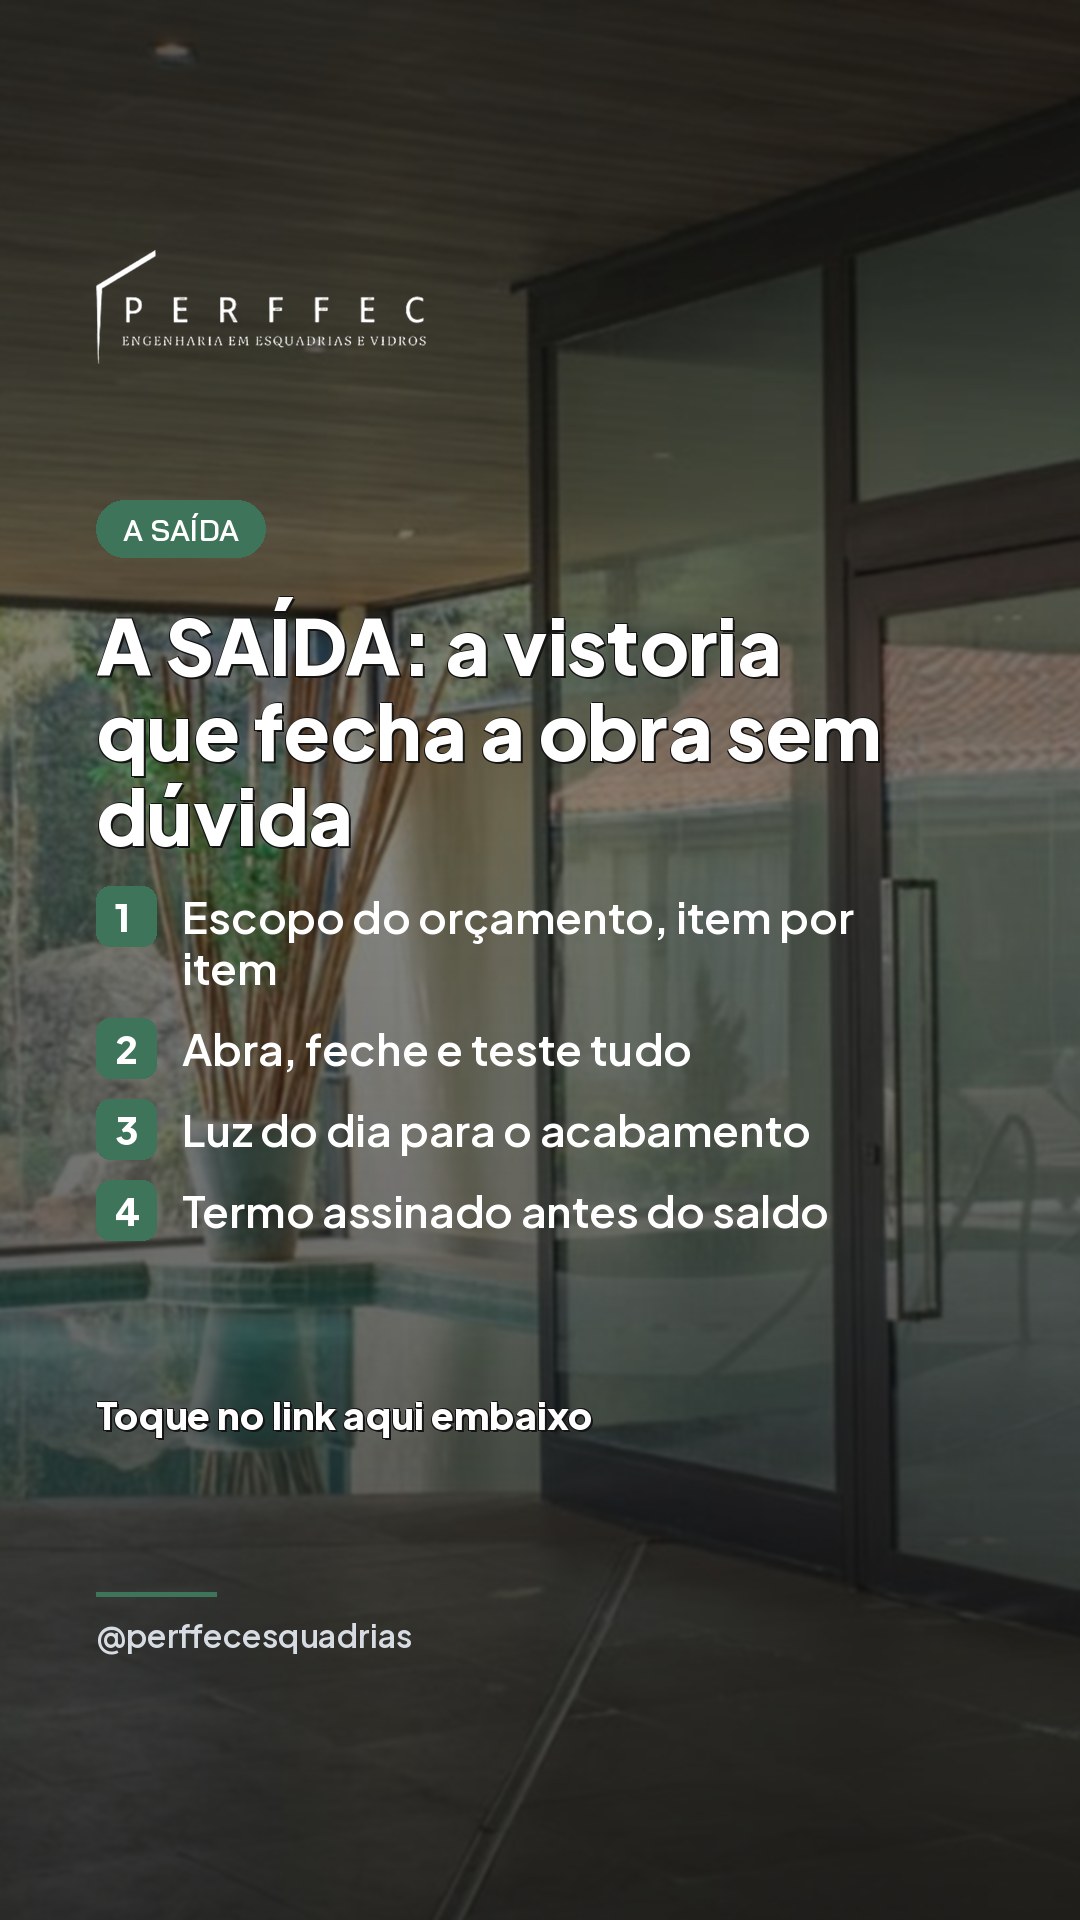 PERFFEC
ENGENHARIA EM ESQUADRIAS E VIDROS
A SAÍDA
A SAÍDA: a vistoria
que fecha a obra sem
dúvida
1 Escopo do orçamento, item por
item
2 Abra, feche e teste tudo
3 Luz do dia para o acabamento
4 Termo assinado antes do saldo
Toque no link aqui embaixo
@perffecesquadrias